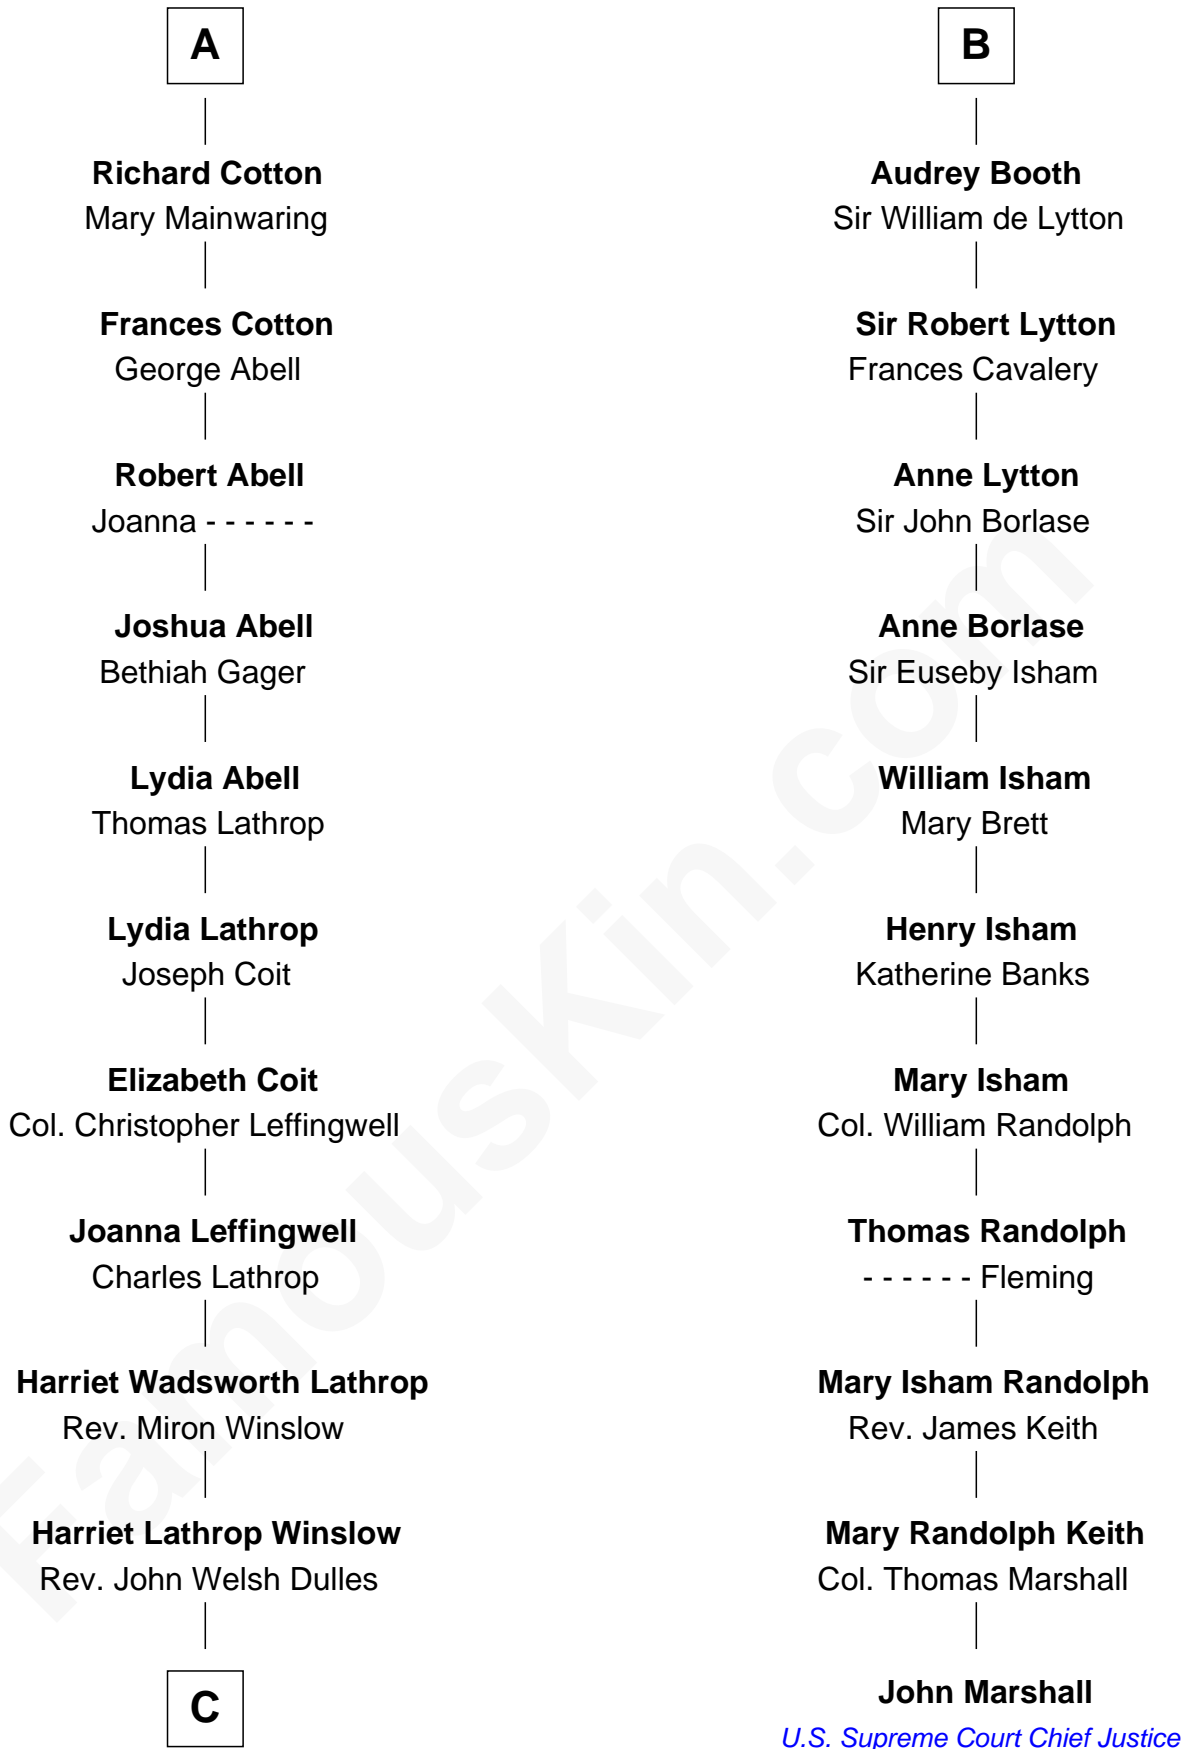 A
Richard Cotton
Mary Mainwaring
Frances Cotton
George Abell
Robert Abell
Joanna - - - - - -
Joshua Abell
Bethiah Gager
Lydia Abell
Thomas Lathrop
Lydia Lathrop
Joseph Coit
Elizabeth Coit
Col. Christopher Leffingwell
Joanna Leffingwell
Charles Lathrop
Harriet Wadsworth Lathrop
Rev. Miron Winslow
Harriet Lathrop Winslow
Rev. John Welsh Dulles
C
B
Audrey Booth
Sir William de Lytton
Sir Robert Lytton
Frances Cavalery
Anne Lytton
Sir John Borlase
Anne Borlase
Sir Euseby Isham
William Isham
Mary Brett
Henry Isham
Katherine Banks
Mary Isham
Col. William Randolph
Thomas Randolph
- - - - - - Fleming
Mary Isham Randolph
Rev. James Keith
Mary Randolph Keith
Col. Thomas Marshall
John Marshall
U.S. Supreme Court Chief Justice
FamousKin.com